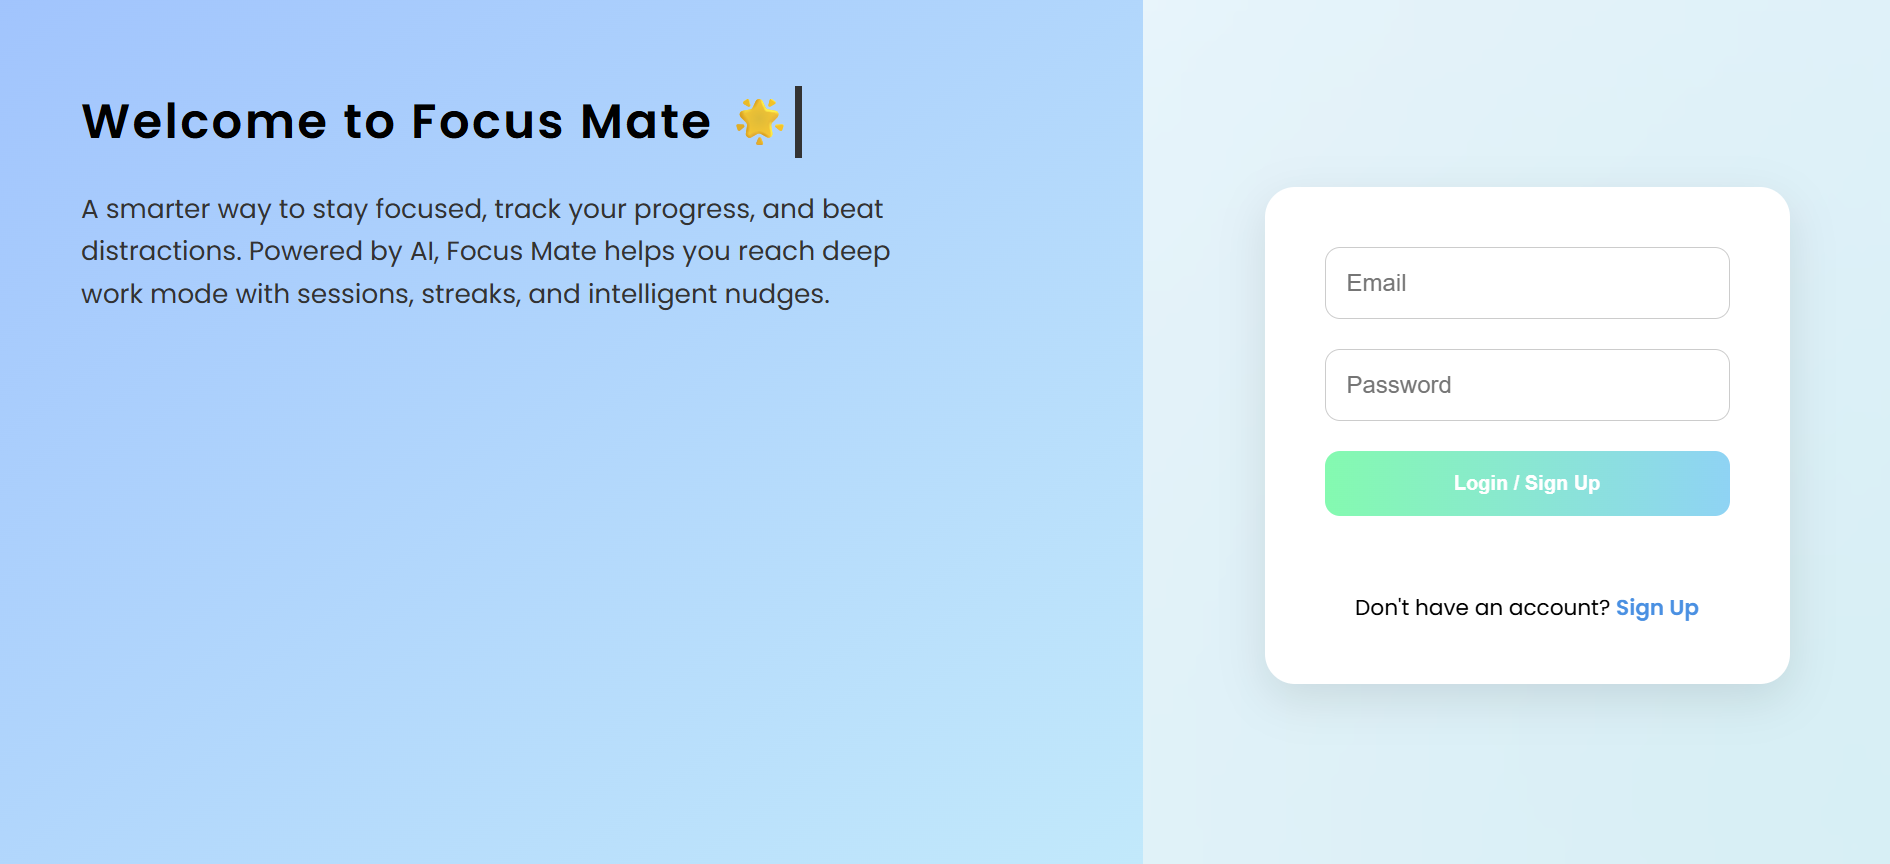 Welcome to Focus Mate 🌟
A smarter way to stay focused, track your progress, and beat
distractions. Powered by AI, Focus Mate helps you reach deep
work mode with sessions, streaks, and intelligent nudges.
Email
Password
Login / Sign Up
Don't have an account? Sign Up